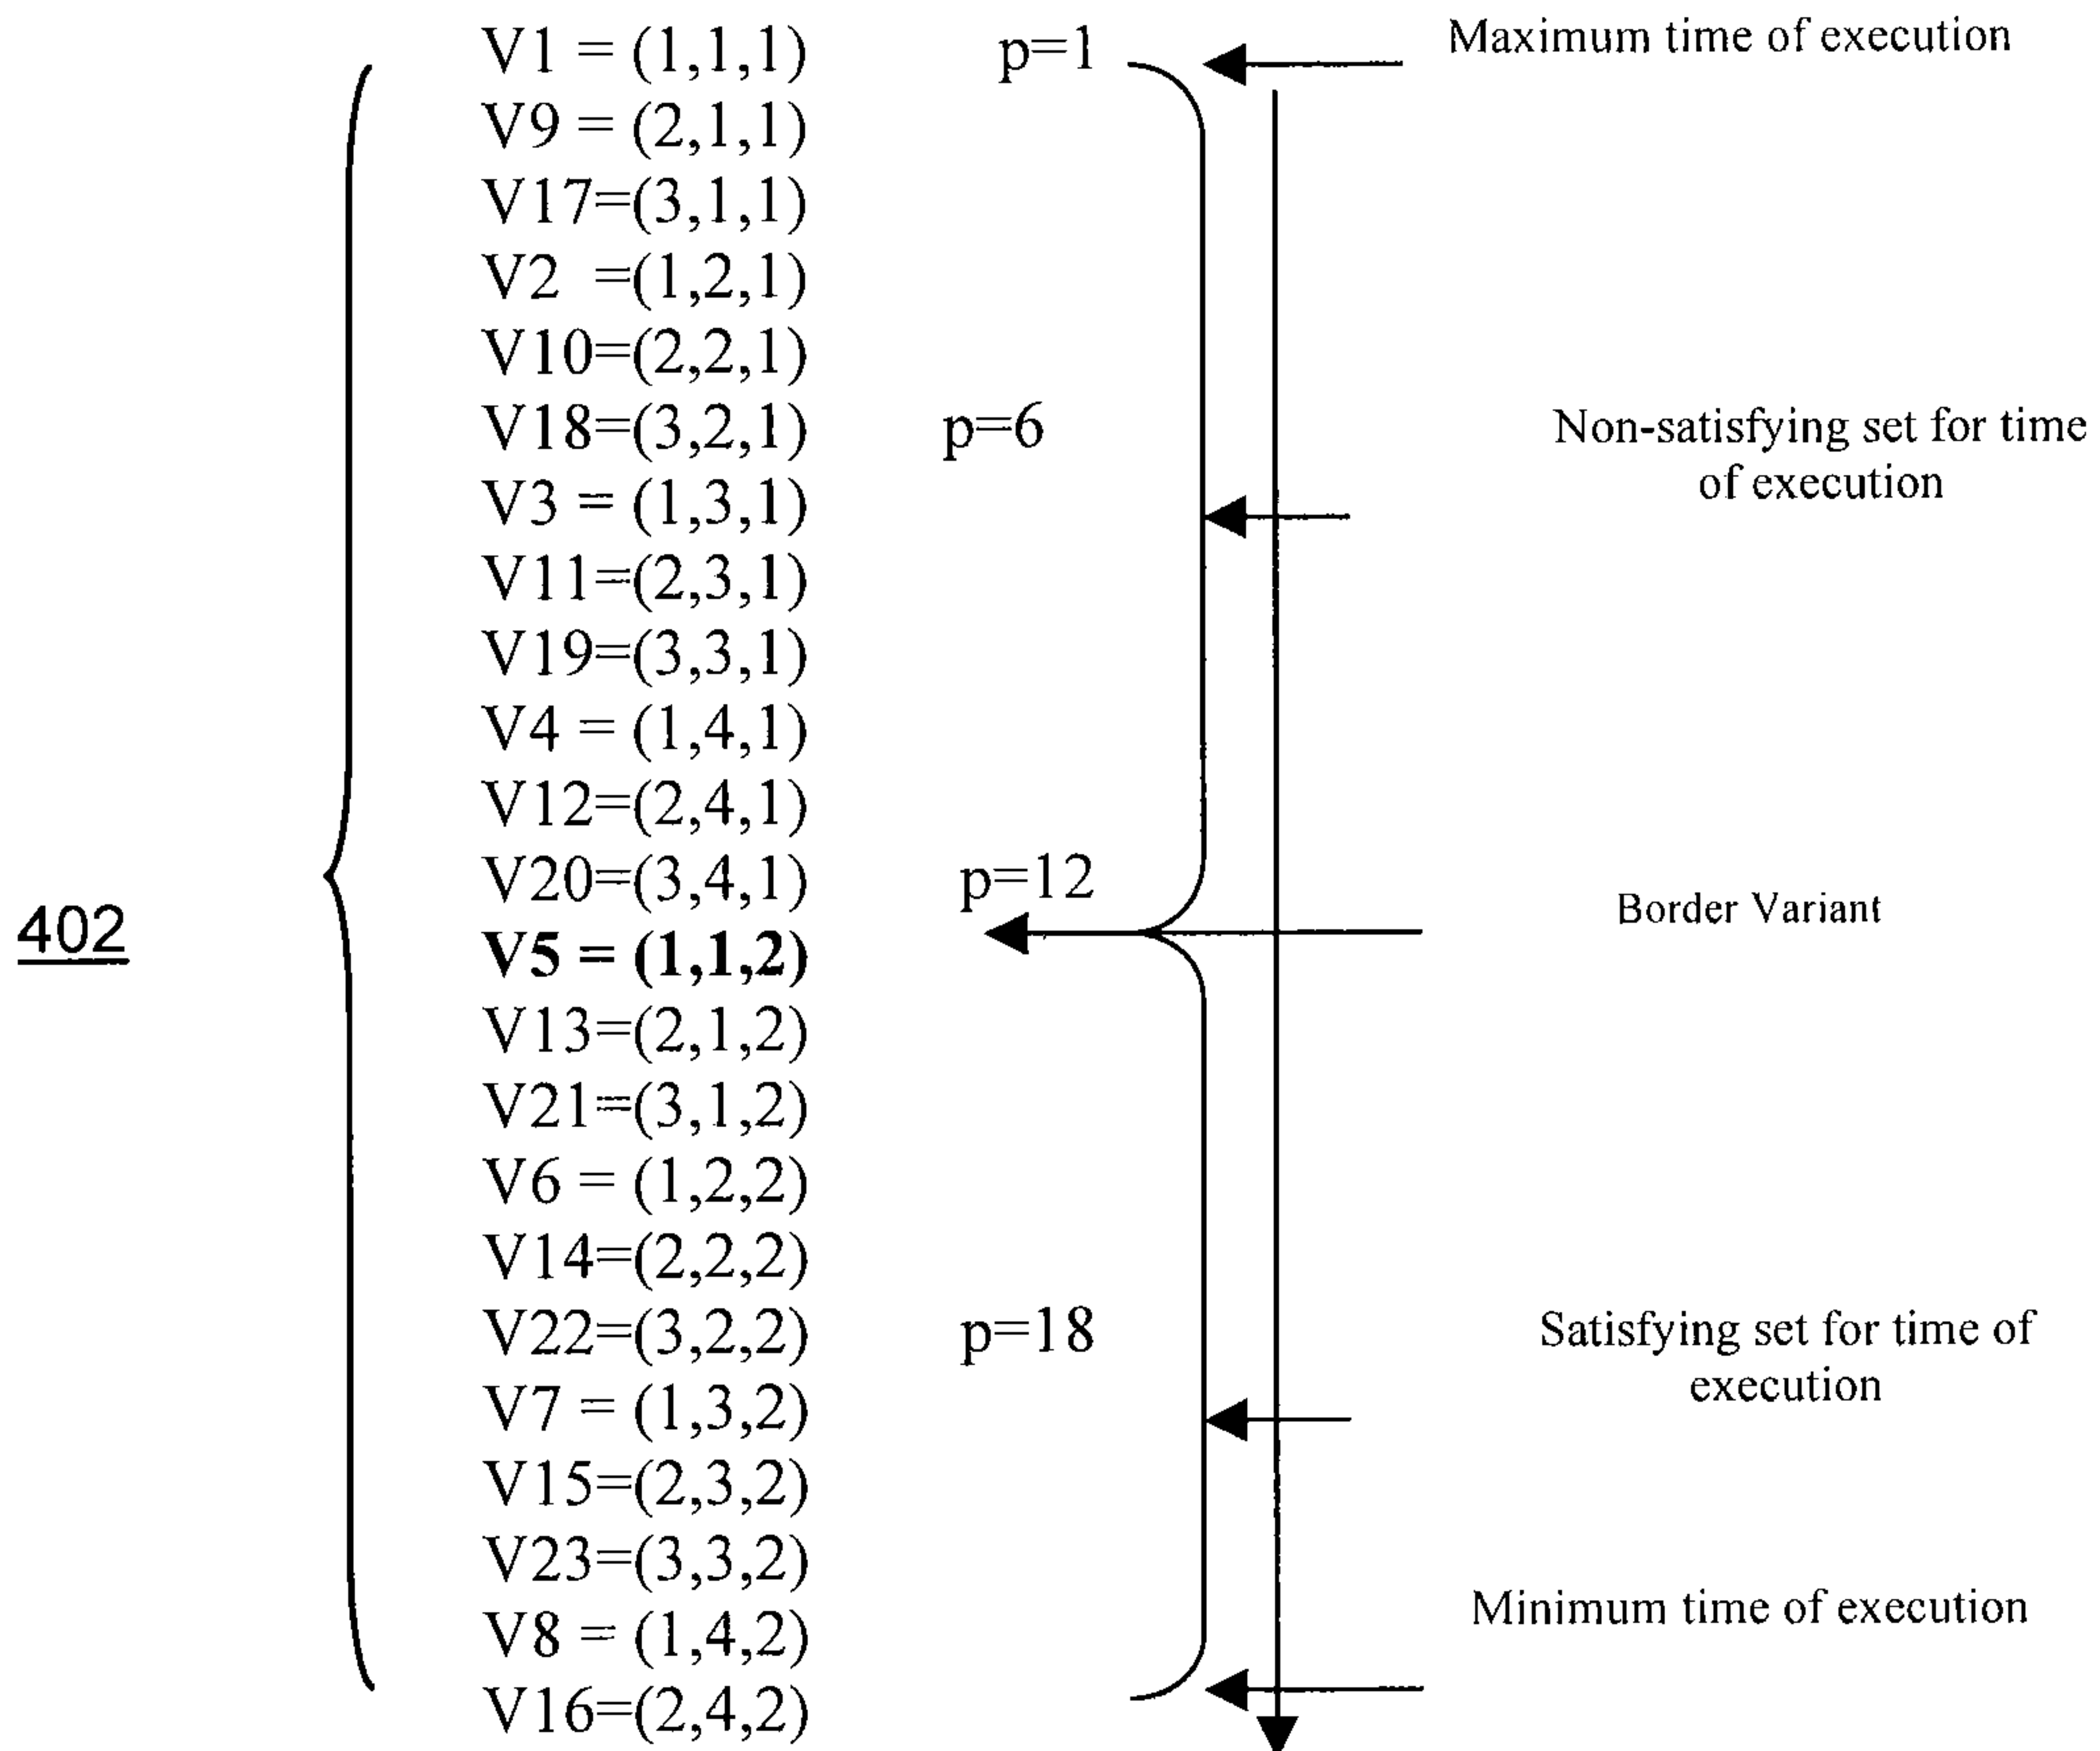 V1 = (1,1,1) p=1 Maximum time of execution
V9 = (2,1,1)
V17=(3,1,1)
V2 =(1,2,1)
V10=(2,2,1)
V18=(3,2,1) p=6 Non-satisfying set for time
of execution
V3 = (1,3,1)
V11=(2,3,1)
V19=(3,3,1)
V4 = (1,4,1)
V12=(2,4,1)
V20=(3,4,1) p=12 Border Variant
402
V5 = (1,1,2)
V13=(2,1,2)
V21=(3,1,2)
V6 = (1,2,2)
V14=(2,2,2)
V22=(3,2,2) p=18 Satisfying set for time of
execution
V7 = (1,3,2)
V15=(2,3,2)
V23=(3,3,2)
Minimum time of execution
V8 = (1,4,2)
V16=(2,4,2)